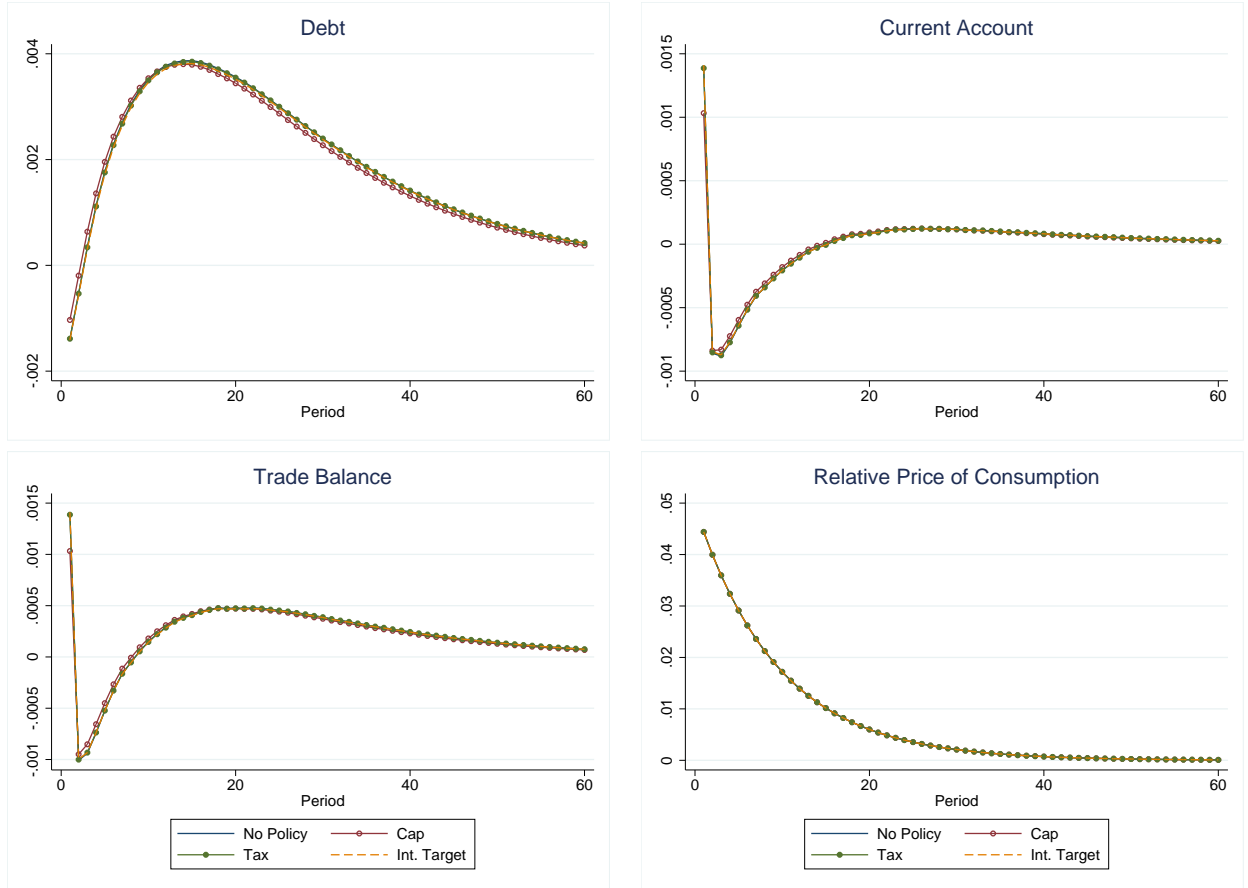 Debt
.004
.002
0
-.002
0 20 40 60
Period
Current Account
.0015
.001
.0005
0
-.0005
-.001
0 20 40 60
Period
Trade Balance
.0015
.001
.0005
0
-.0005
-.001
0 20 40 60
Period
No Policy Cap
Tax Int. Target
Relative Price of Consumption
.05
.04
.03
.02
.01
0
0 20 40 60
Period
No Policy Cap
Tax Int. Target